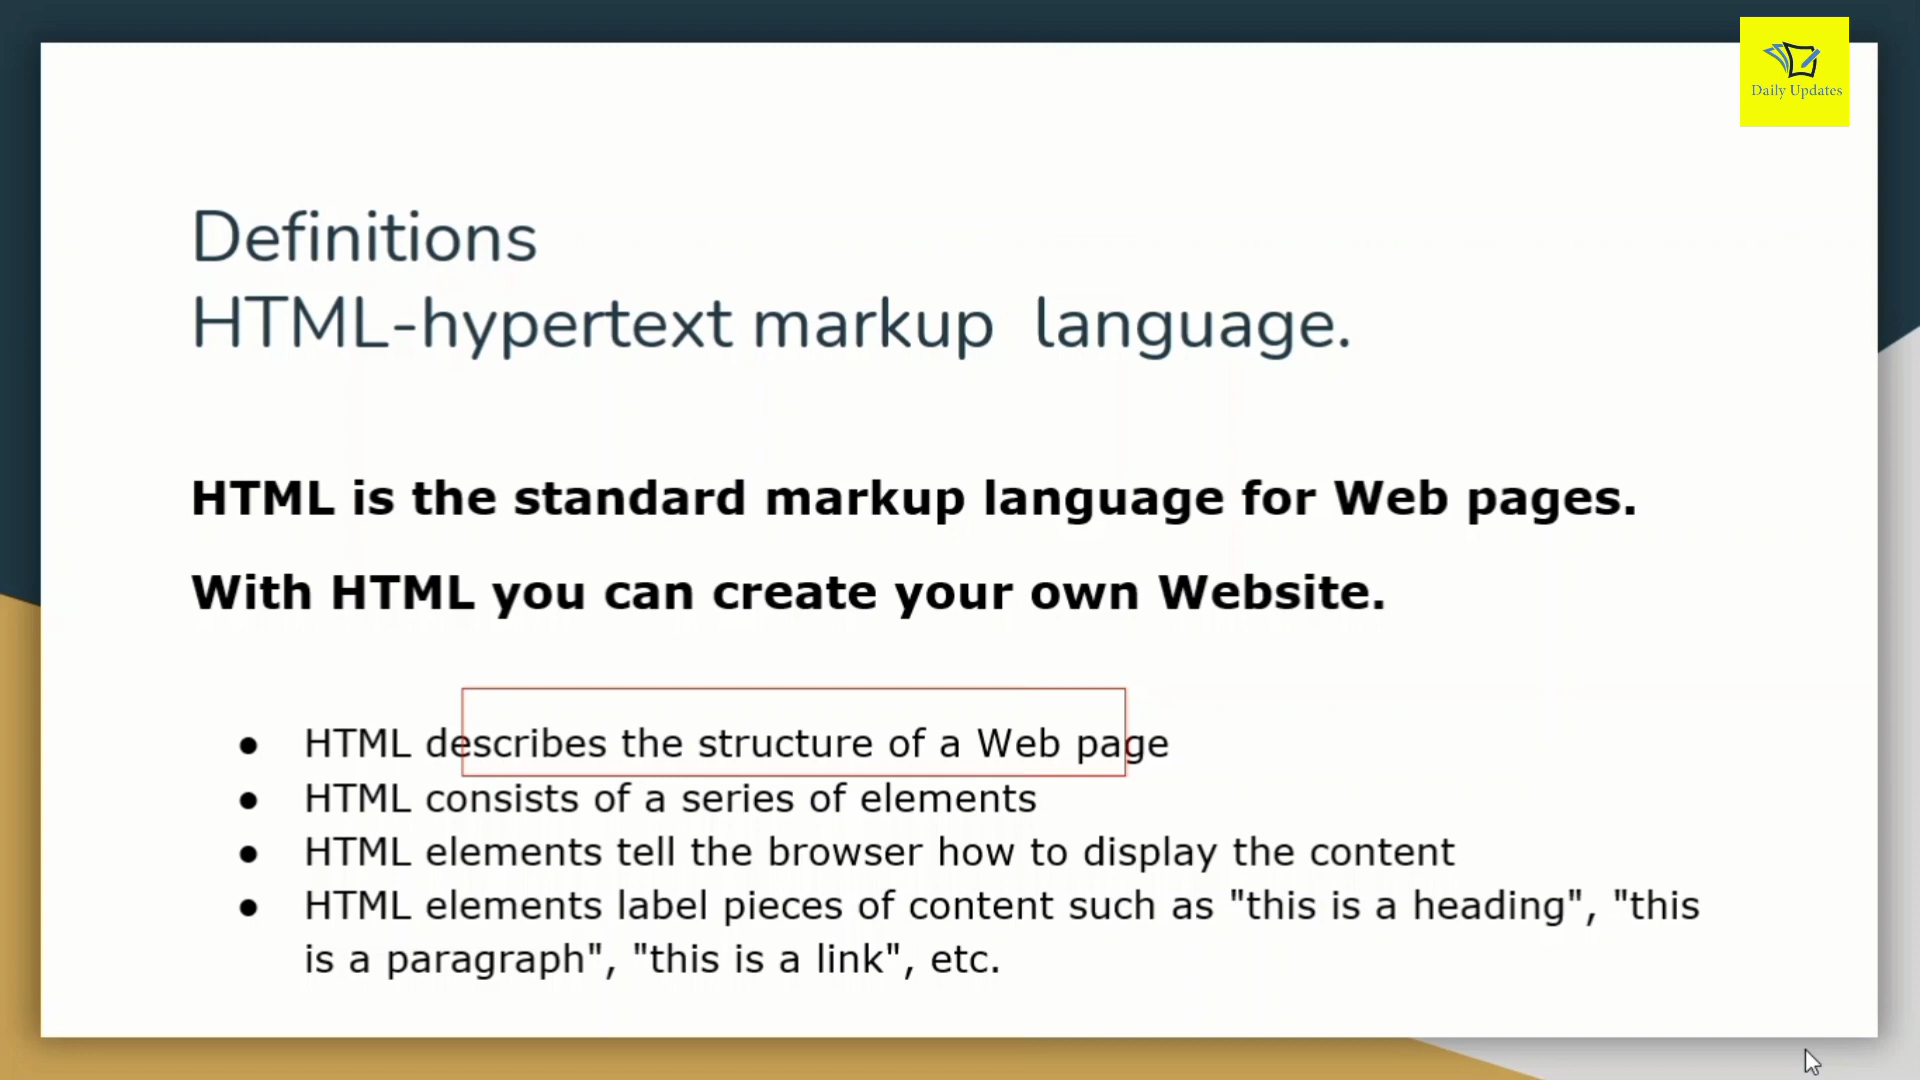 Daily Updates
Definitions
HTML-hypertext markup language.
HTML is the standard markup language for Web pages.
With HTML you can create your own Website.
● HTML describes the structure of a Web page
● HTML consists of a series of elements
● HTML elements tell the browser how to display the content
● HTML elements label pieces of content such as "this is a heading", "this
is a paragraph", "this is a link", etc.